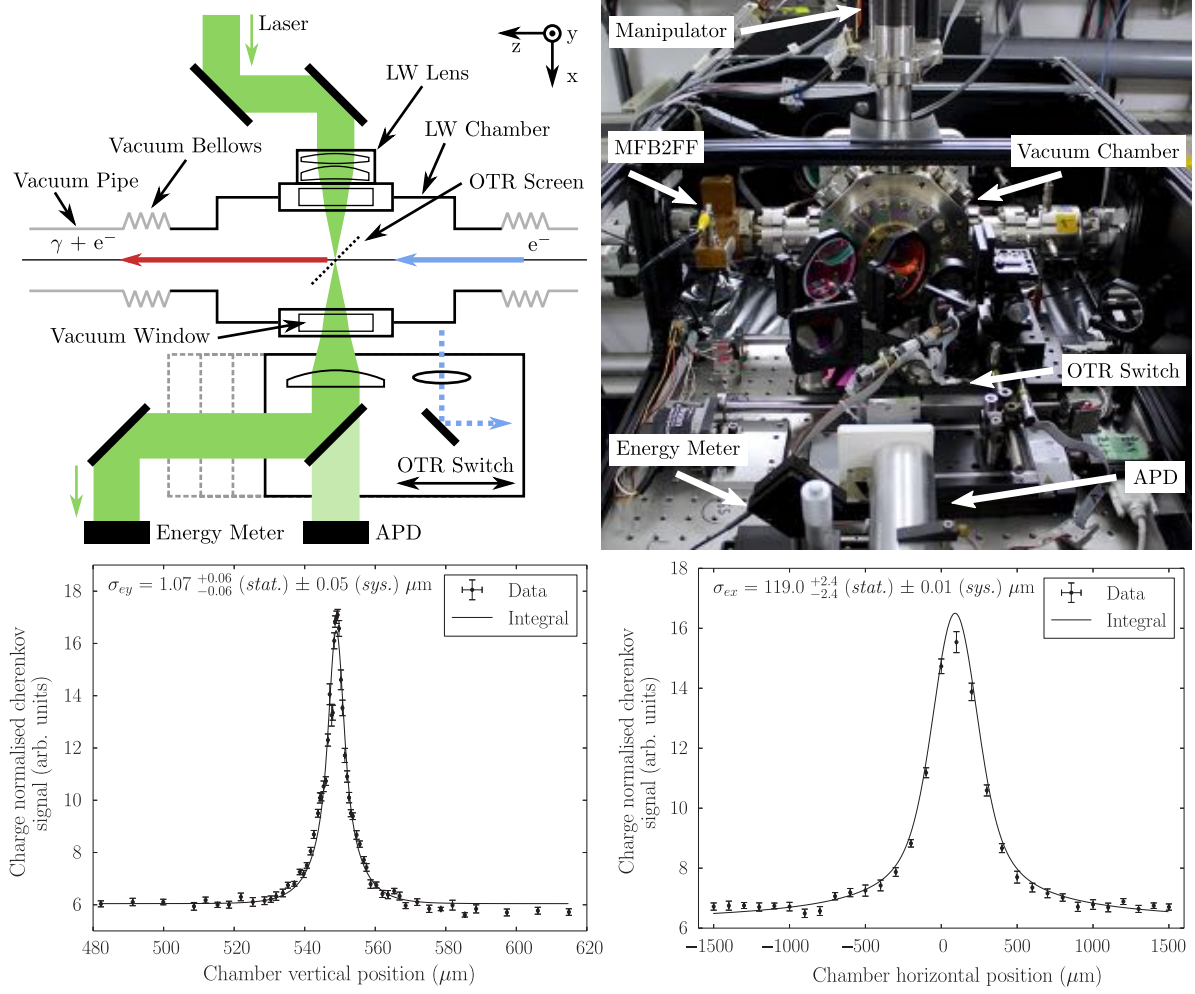 Laser
y
z
x
LW Lens
LW Chamber
Vacuum Bellows
OTR Screen
Vacuum Pipe
γ + e⁻
e⁻
Vacuum Window
OTR Switch
Energy Meter
APD
Manipulator
MFB2FF
Vacuum Chamber
OTR Switch
Energy Meter
APD
σ_ey = 1.07 +0.06 −0.06 (stat.) ± 0.05 (sys.) μm
Data
Integral
Charge normalised cherenkov
signal (arb. units)
18
16
14
12
10
8
6
480 500 520 540 560 580 600 620
Chamber vertical position (μm)
σ_ex = 119.0 +2.4 −2.4 (stat.) ± 0.01 (sys.) μm
Data
Integral
Charge normalised cherenkov
signal (arb. units)
18
16
14
12
10
8
6
−1500 −1000 −500 0 500 1000 1500
Chamber horizontal position (μm)